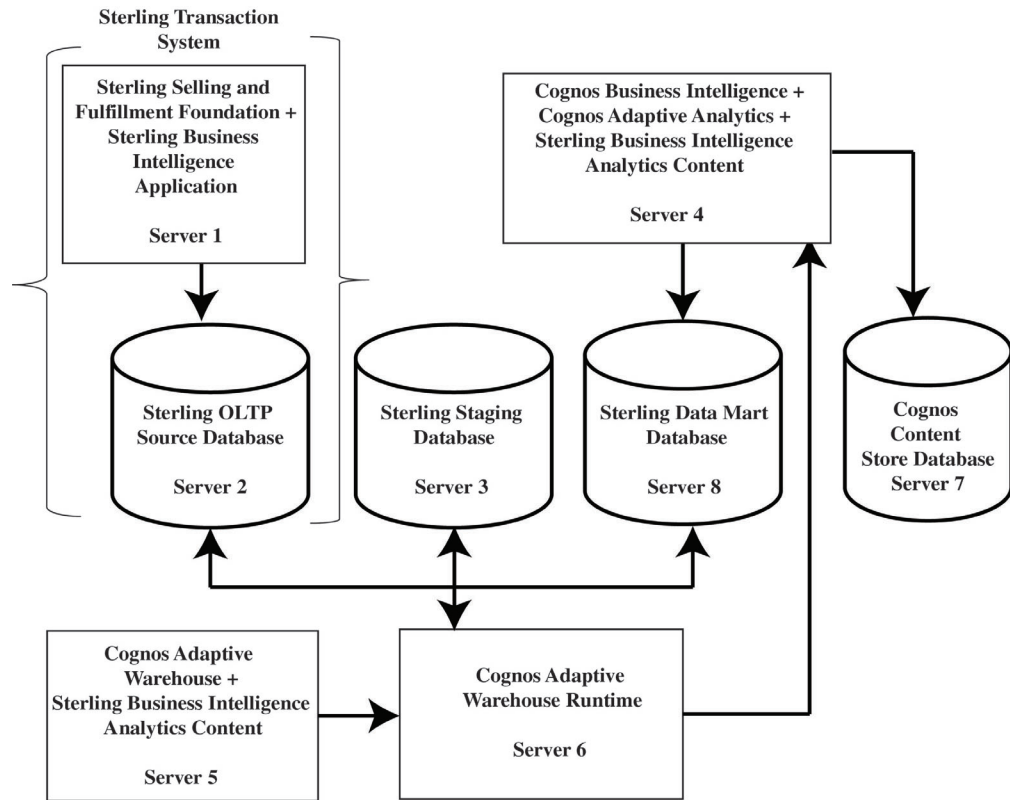 Sterling Transaction
System
Sterling Selling and
Fulfillment Foundation +
Sterling Business
Intelligence
Application
Server 1
Cognos Business Intelligence +
Cognos Adaptive Analytics +
Sterling Business Intelligence
Analytics Content
Server 4
Sterling OLTP
Source Database
Server 2
Sterling Staging
Database
Server 3
Sterling Data Mart
Database
Server 8
Cognos
Content
Store Database
Server 7
Cognos Adaptive
Warehouse +
Sterling Business Intelligence
Analytics Content
Server 5
Cognos Adaptive
Warehouse Runtime
Server 6